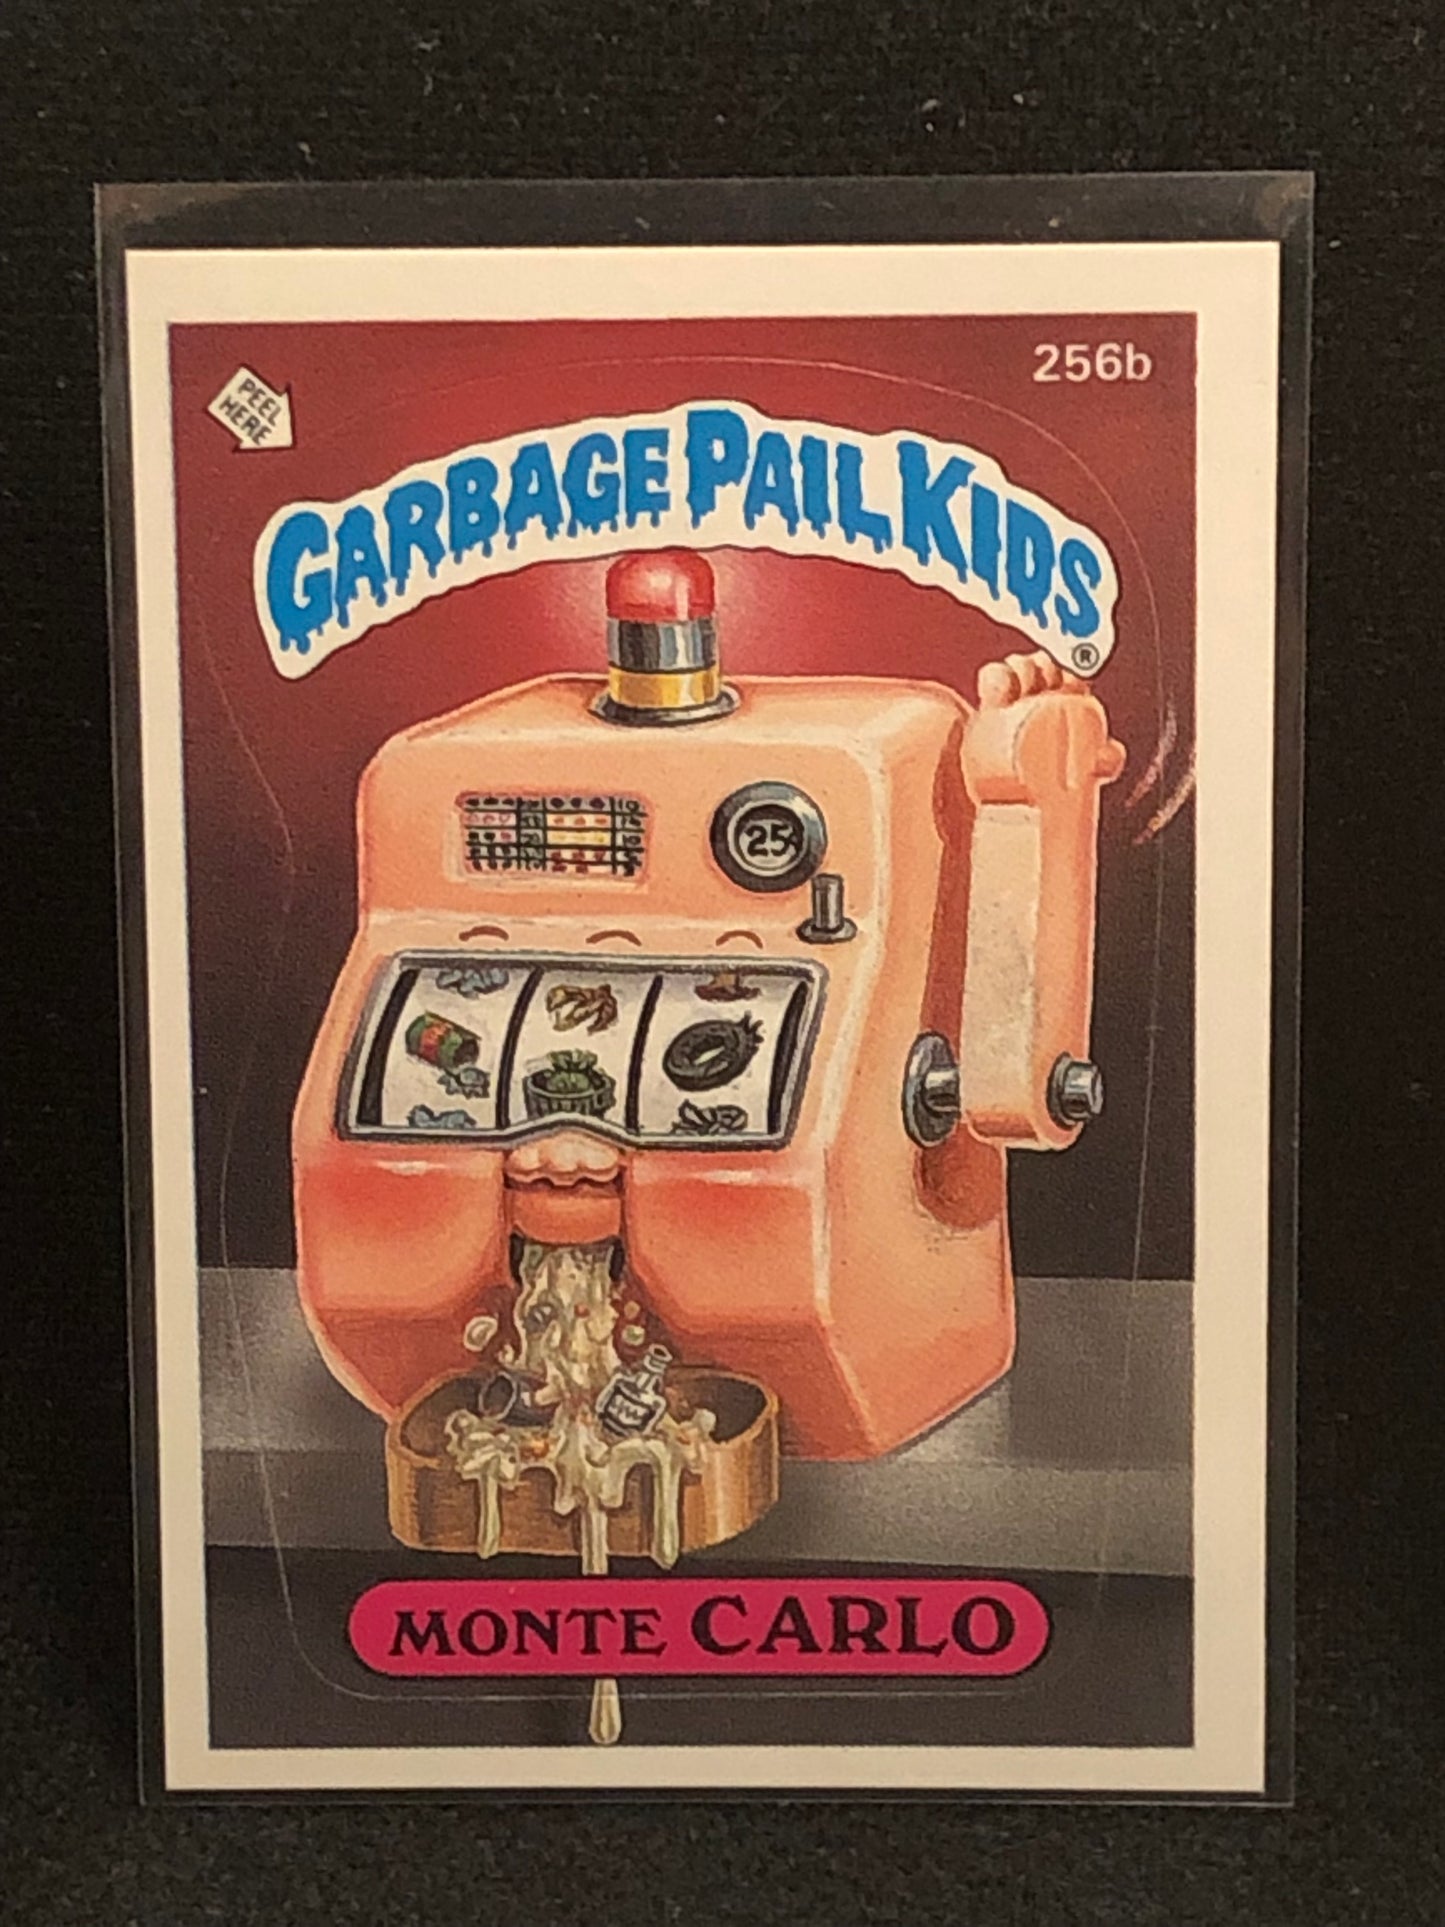 256b
PEEL
HERE
GARBAGE PAIL KIDS
®
25¢
MONTE CARLO